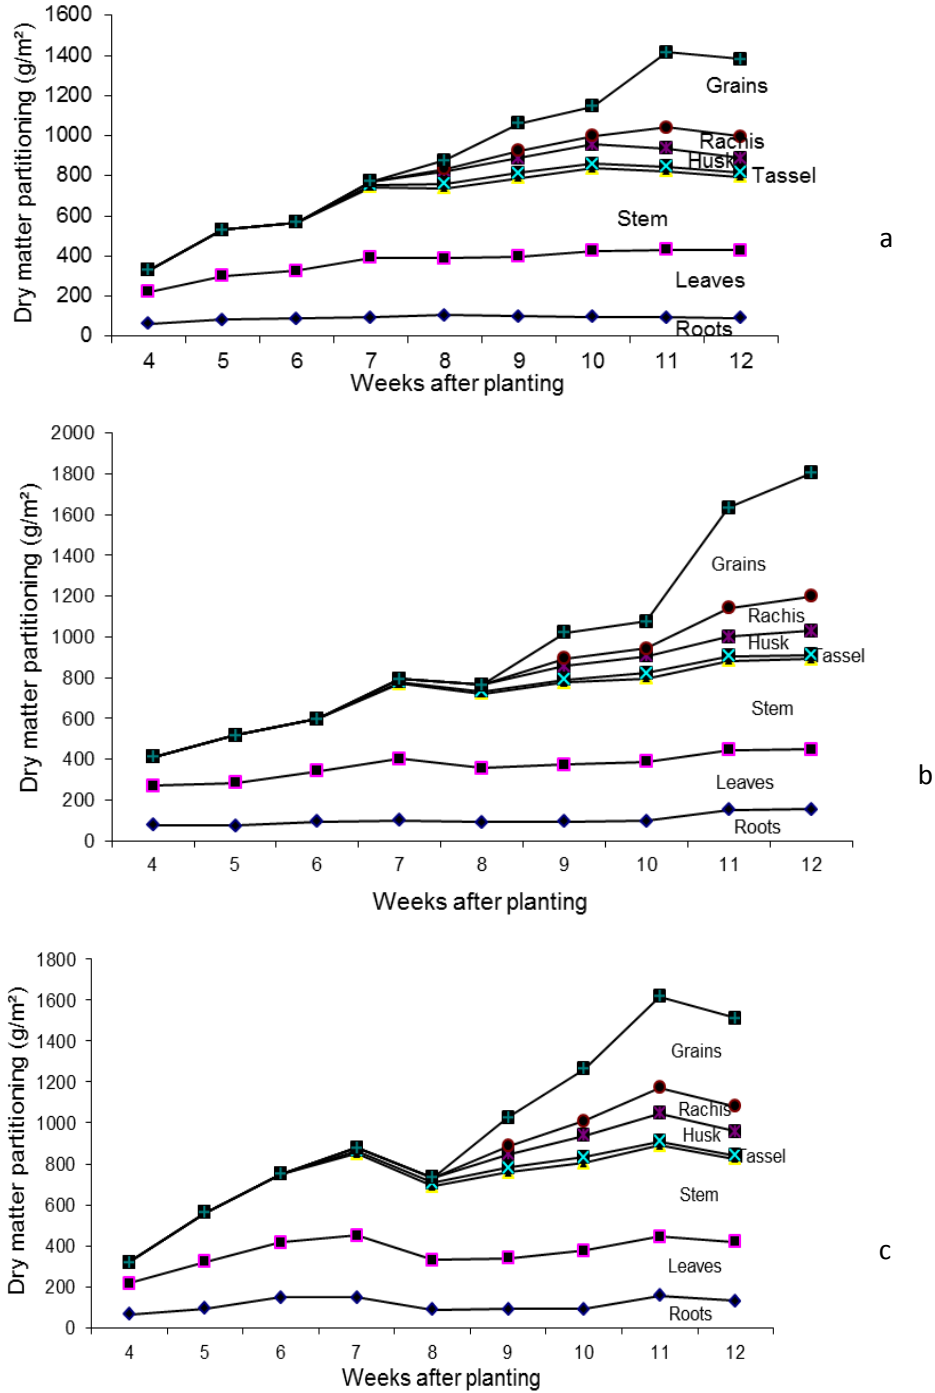 1600
1400
1200
1000
800
600
400
200
0
Dry matter partitioning (g/m²)
Grains
Rachis
Husk
Tassel
Stem
Leaves
Roots
4 5 6 7 8 9 10 11 12
Weeks after planting
a
2000
1800
1600
1400
1200
1000
800
600
400
200
0
Dry matter partitioning (g/m²)
Grains
Rachis
Husk
Tassel
Stem
Leaves
Roots
4 5 6 7 8 9 10 11 12
Weeks after planting
b
1800
1600
1400
1200
1000
800
600
400
200
0
Dry matter partitioning (g/m²)
Grains
Rachis
Husk
Tassel
Stem
Leaves
Roots
4 5 6 7 8 9 10 11 12
Weeks after planting
c